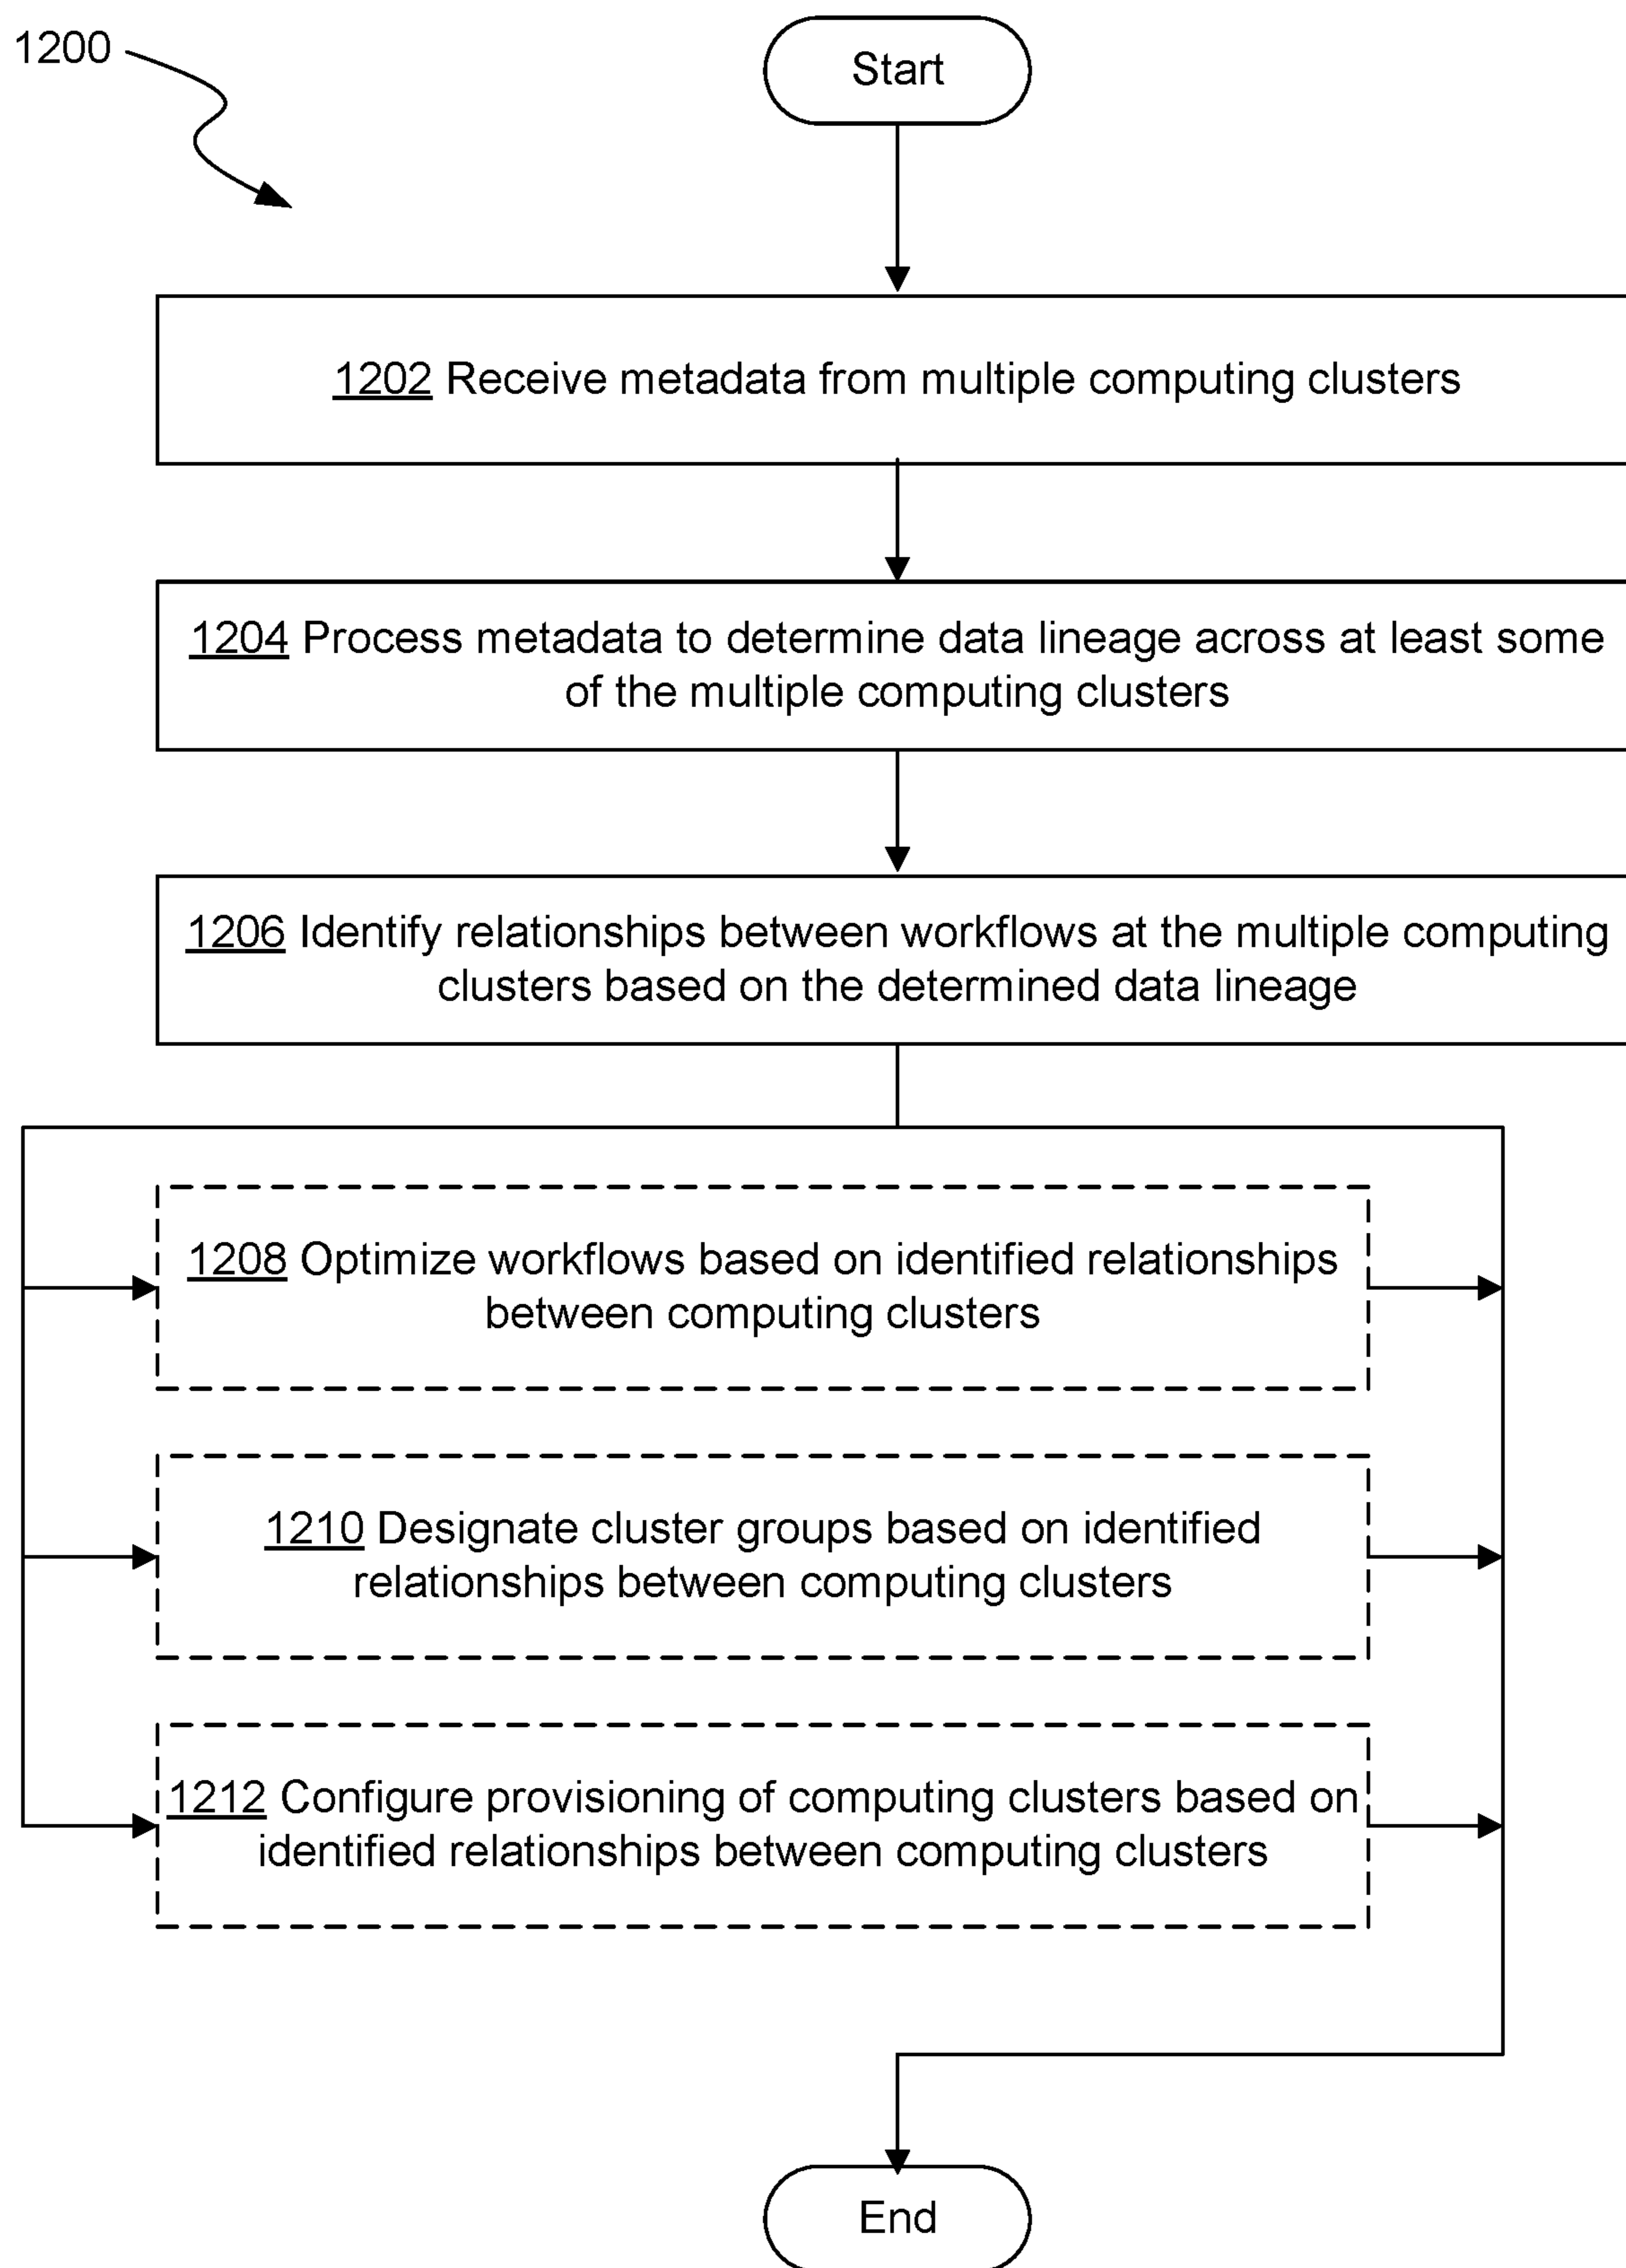 1200
Start
1202 Receive metadata from multiple computing clusters
1204 Process metadata to determine data lineage across at least some
of the multiple computing clusters
1206 Identify relationships between workflows at the multiple computing
clusters based on the determined data lineage
1208 Optimize workflows based on identified relationships
between computing clusters
1210 Designate cluster groups based on identified
relationships between computing clusters
1212 Configure provisioning of computing clusters based on
identified relationships between computing clusters
End